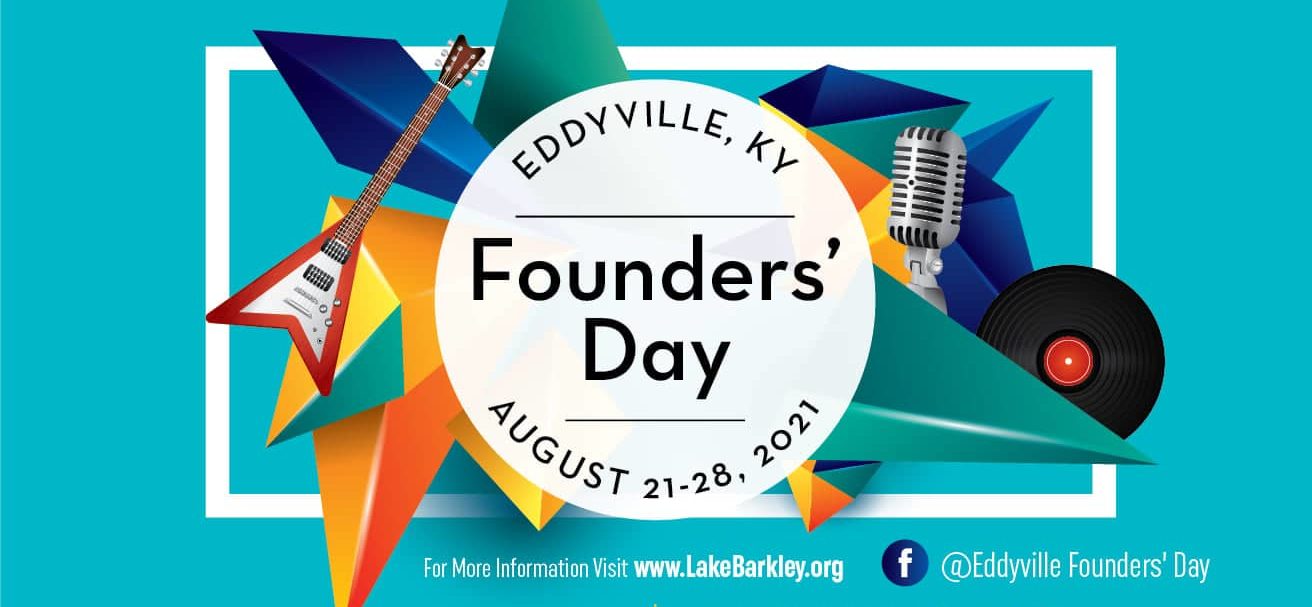 EDDYVILLE, KY
Founders’
Day
AUGUST 21-28, 2021
For More Information Visit www.LakeBarkley.org
f @Eddyville Founders' Day